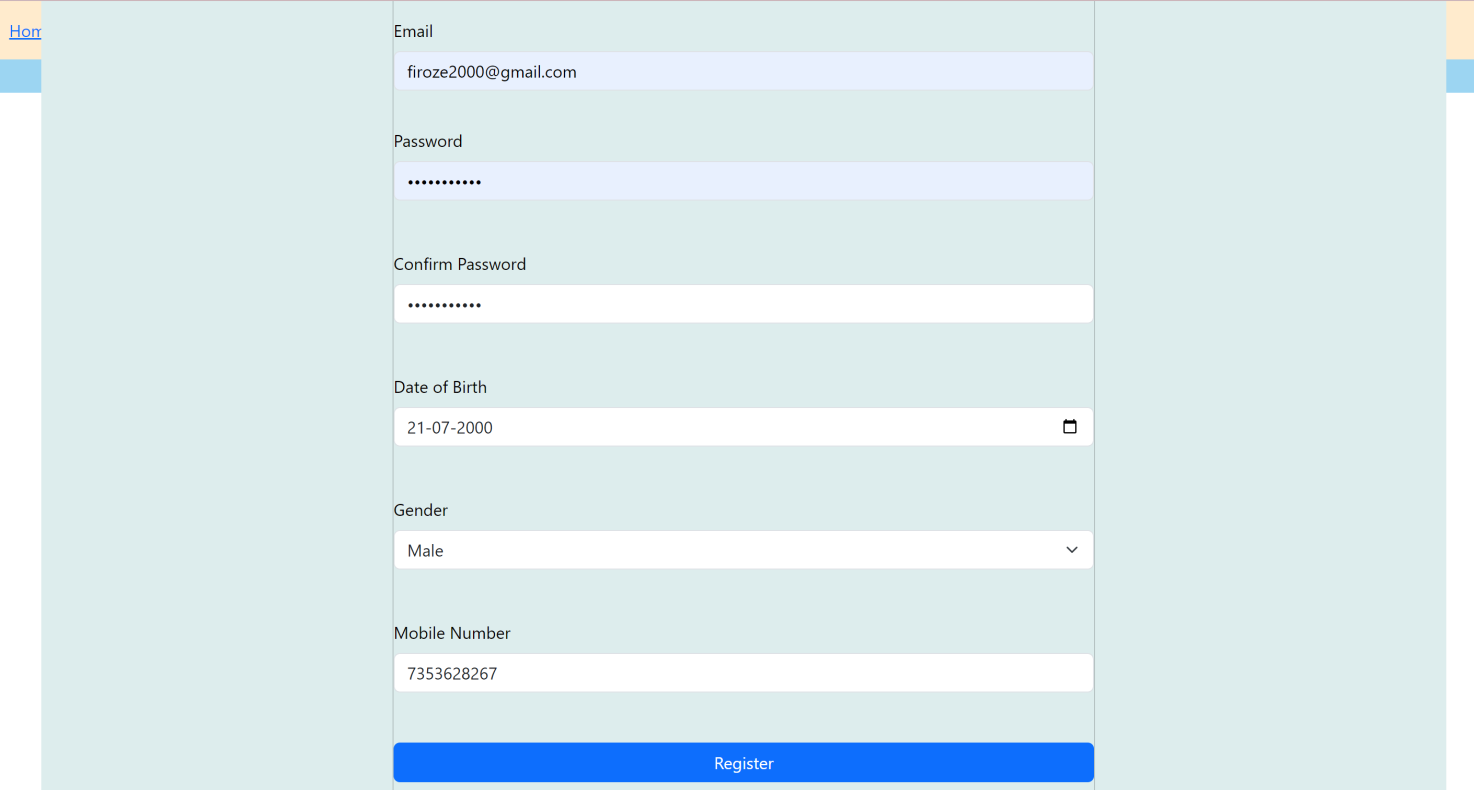 Hom
Email
firoze2000@gmail.com
Password
•••••••••••
Confirm Password
•••••••••••
Date of Birth
21-07-2000
Gender
Male
Mobile Number
7353628267
Register